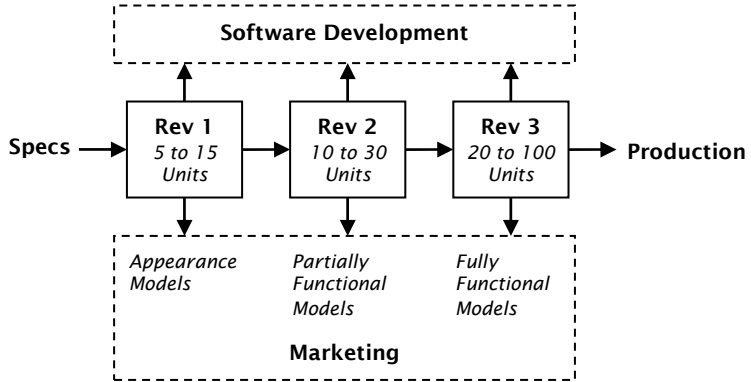 Software Development
Specs
Rev 1
5 to 15
Units
Rev 2
10 to 30
Units
Rev 3
20 to 100
Units
Production
Appearance
Models
Partially
Functional
Models
Fully
Functional
Models
Marketing